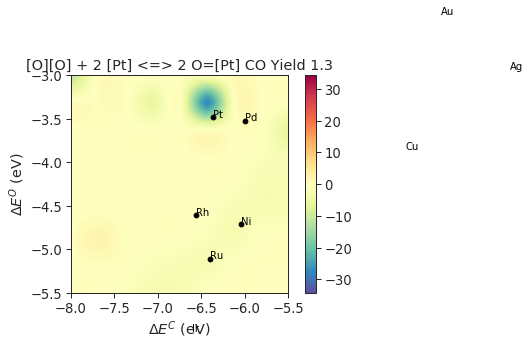 Au
Ag
[O][O] + 2 [Pt] <=> 2 O=[Pt] CO Yield 1.3
−3.0
−3.5
−4.0
−4.5
−5.0
−5.5
ΔE^O (eV)
Pt
Pd
Rh
Ni
Ru
Cu
30
20
10
0
−10
−20
−30
−8.0 −7.5 −7.0 −6.5 −6.0 −5.5
ΔE^C (eV)
Ir